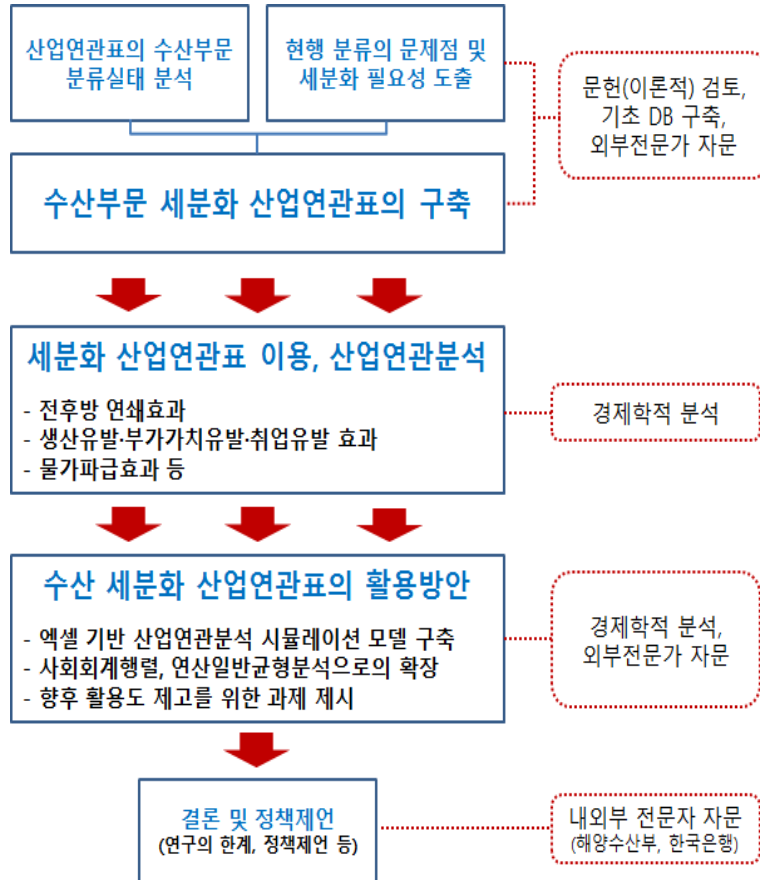 산업연관표의 수산부문
분류실태 분석
현행 분류의 문제점 및
세분화 필요성 도출
문헌(이론적) 검토,
기초 DB 구축,
외부전문가 자문
수산부문 세분화 산업연관표의 구축
세분화 산업연관표 이용, 산업연관분석
- 전후방 연쇄효과
- 생산유발·부가가치유발·취업유발 효과
- 물가파급효과 등
경제학적 분석
수산 세분화 산업연관표의 활용방안
- 엑셀 기반 산업연관분석 시뮬레이션 모델 구축
- 사회회계행렬, 연산일반균형분석으로의 확장
- 향후 활용도 제고를 위한 과제 제시
경제학적 분석,
외부전문가 자문
결론 및 정책제언
(연구의 한계, 정책제언 등)
내외부 전문자 자문
(해양수산부, 한국은행)